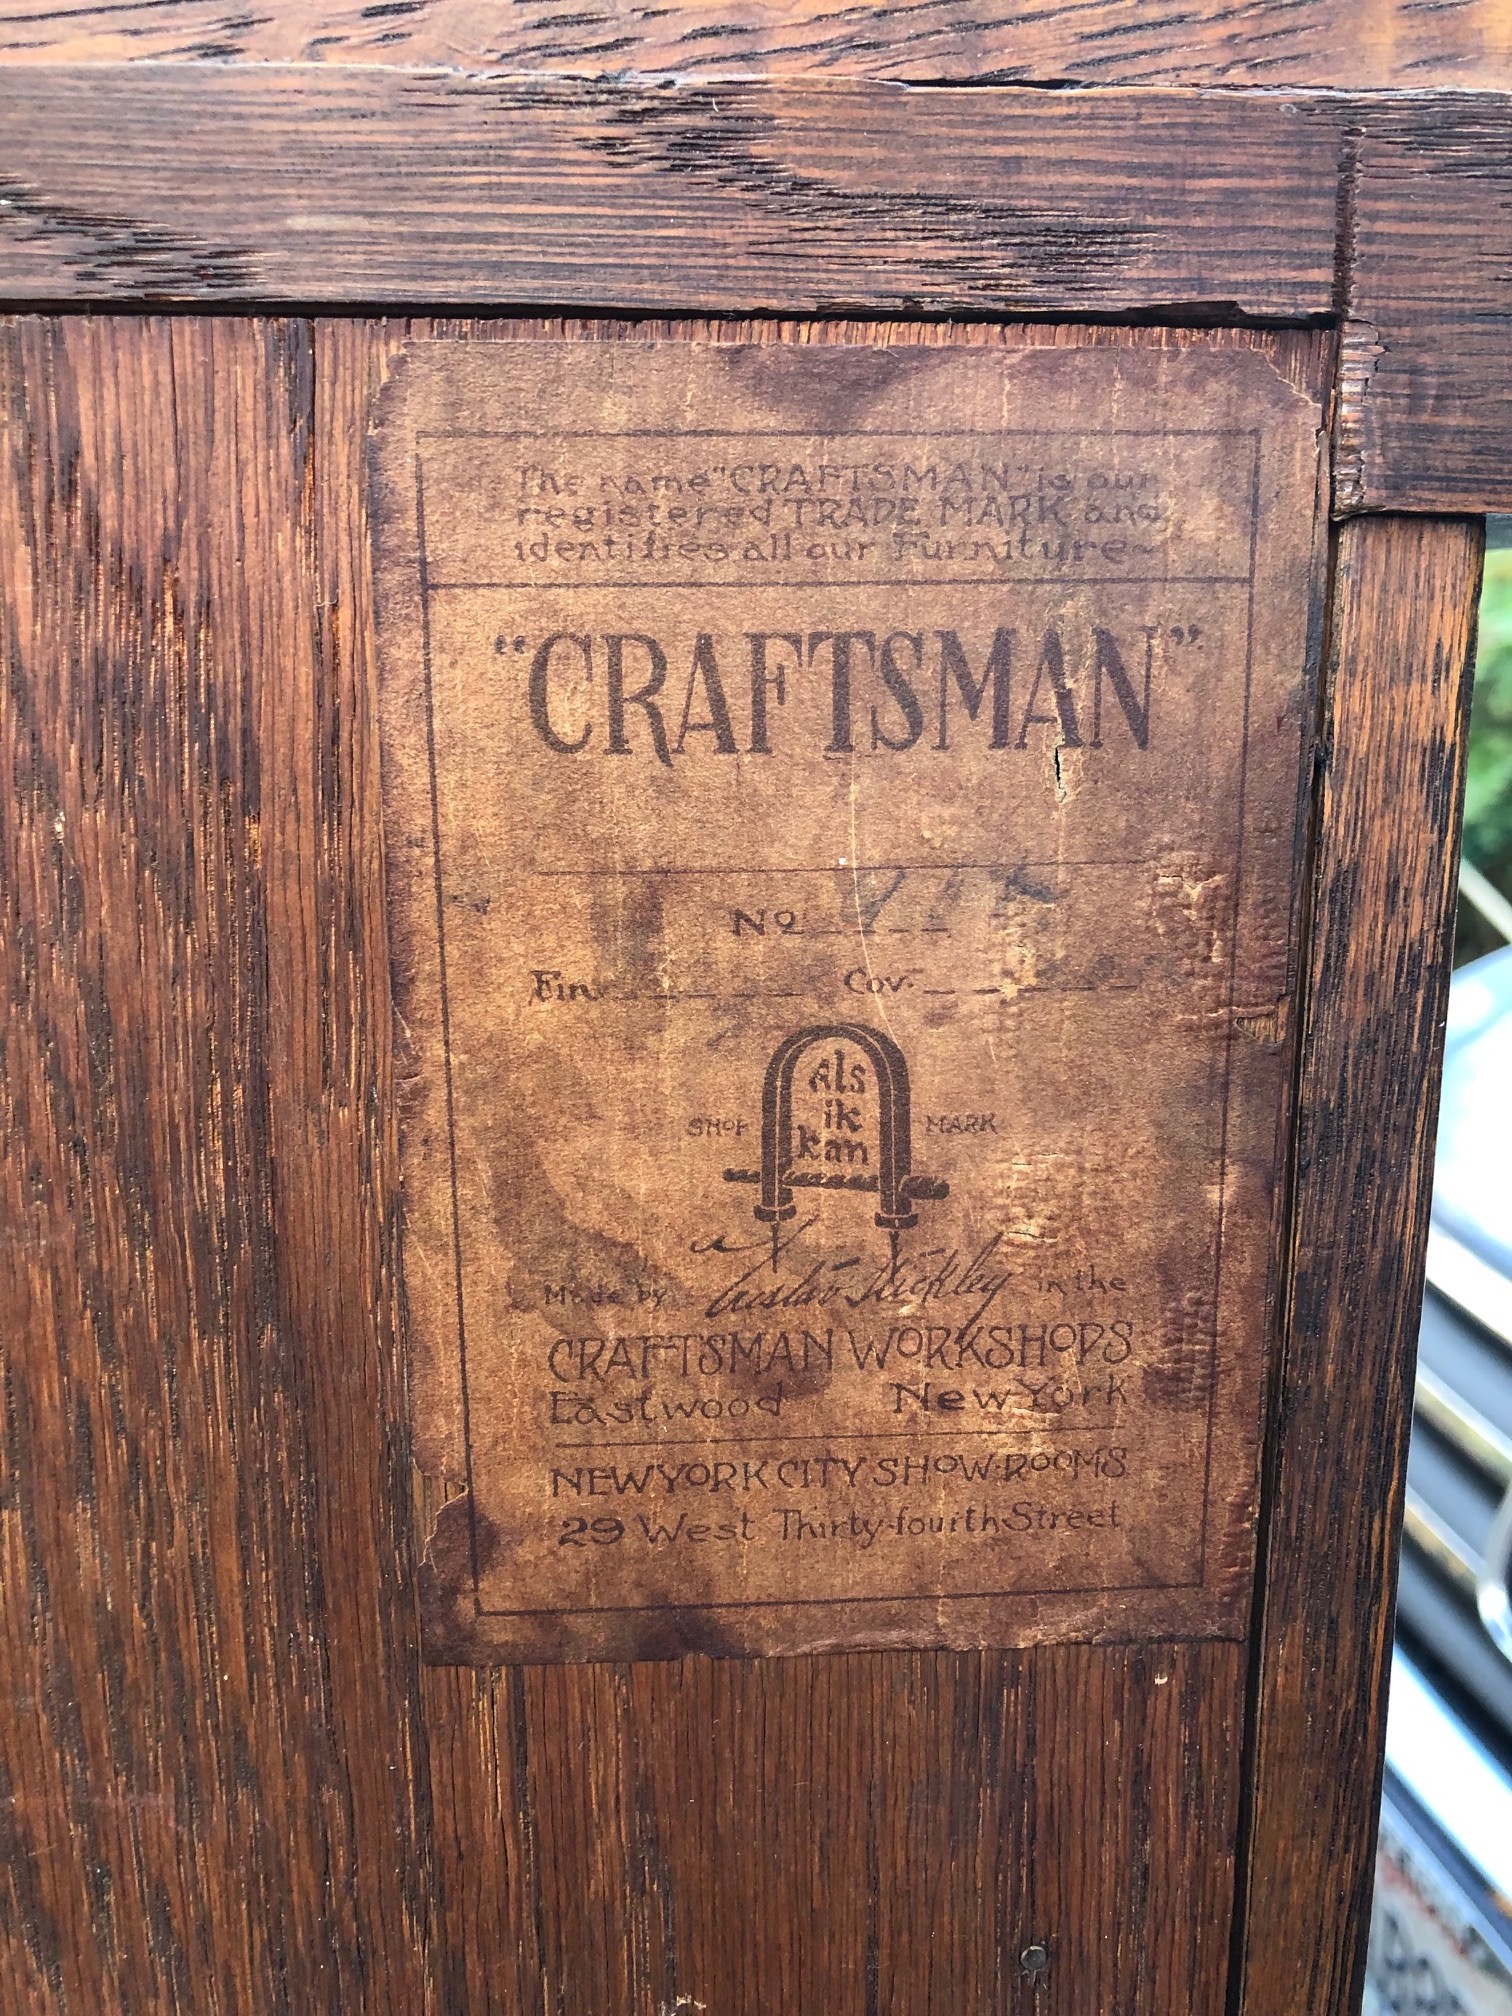 The name "CRAFTSMAN" is our
registered TRADE MARK and
identifies all our Furniture~
"CRAFTSMAN"
No
Fin. Cov.
Als
ik
kan
SHOP MARK
Made by Gustav Stickley in the
CRAFTSMAN WORKSHOPS
Eastwood New York
NEW YORK CITY SHOW-ROOMS
29 West Thirty-fourth Street